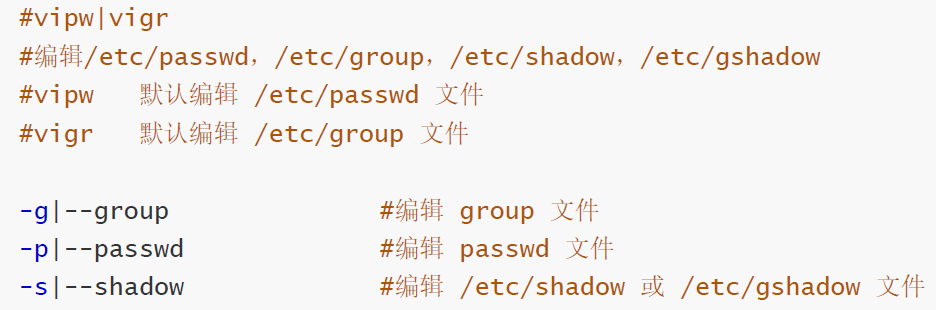 #vipw|vigr
#编辑/etc/passwd，/etc/group，/etc/shadow，/etc/gshadow
#vipw   默认编辑 /etc/passwd 文件
#vigr   默认编辑 /etc/group 文件
-g|--group              #编辑 group 文件
-p|--passwd             #编辑 passwd 文件
-s|--shadow             #编辑 /etc/shadow 或 /etc/gshadow 文件